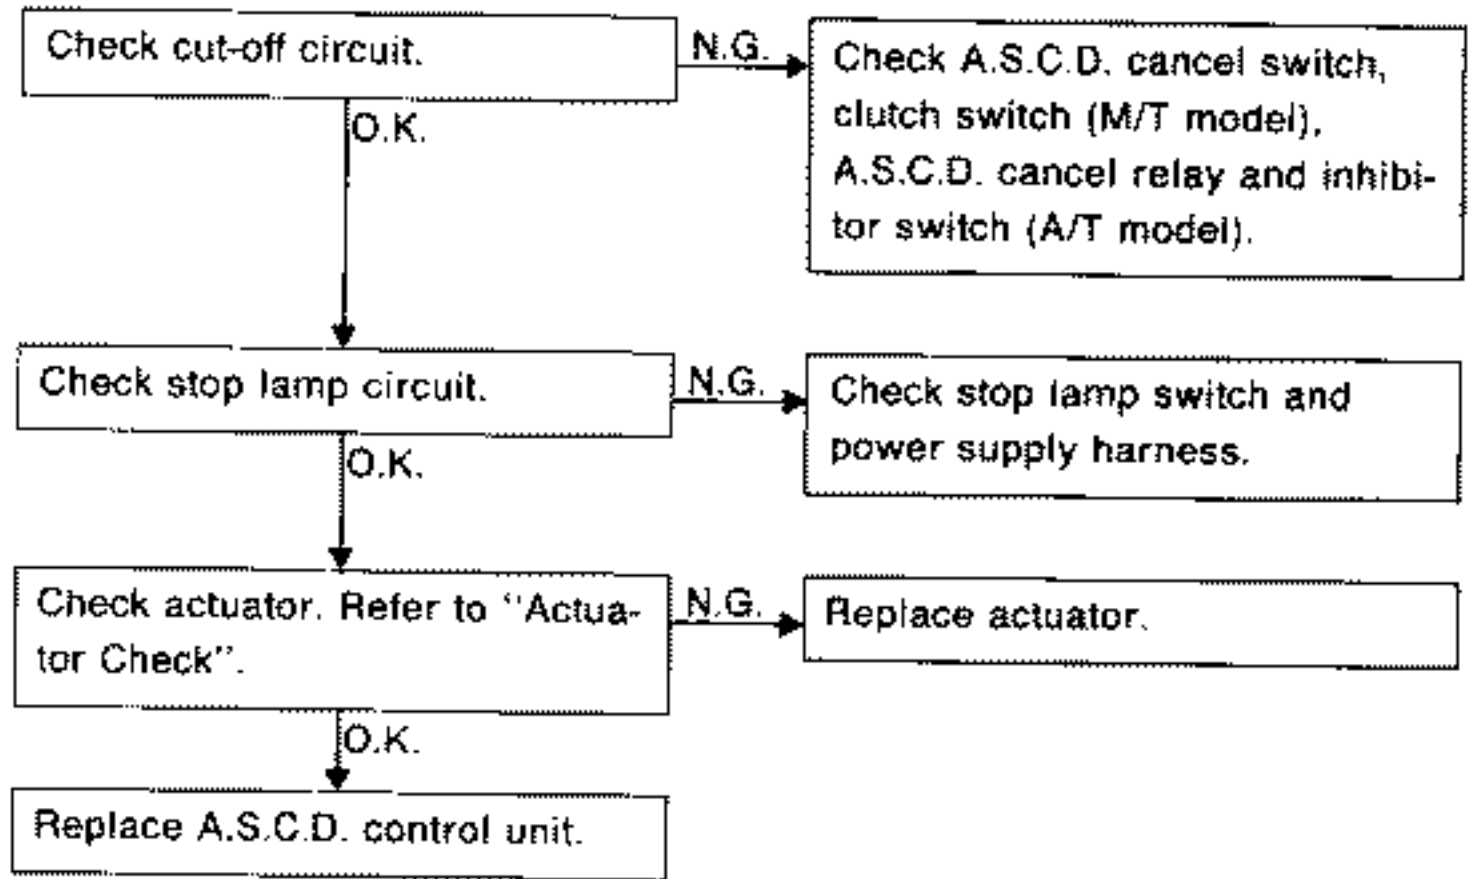 Check cut-off circuit.
N.G.
Check A.S.C.D. cancel switch,
clutch switch (M/T model),
A.S.C.D. cancel relay and inhibi-
tor switch (A/T model).
O.K.
Check stop lamp circuit.
N.G.
Check stop lamp switch and
power supply harness.
O.K.
Check actuator. Refer to "Actua-
tor Check".
N.G.
Replace actuator.
O.K.
Replace A.S.C.D. control unit.